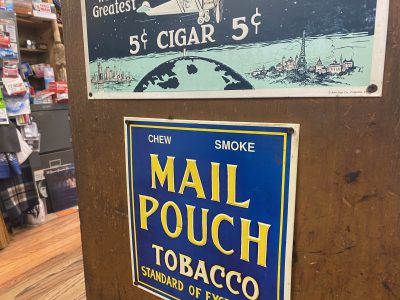 Greatest
5¢ CIGAR 5¢
CHEW SMOKE
MAIL
POUCH
TOBACCO
STANDARD OF